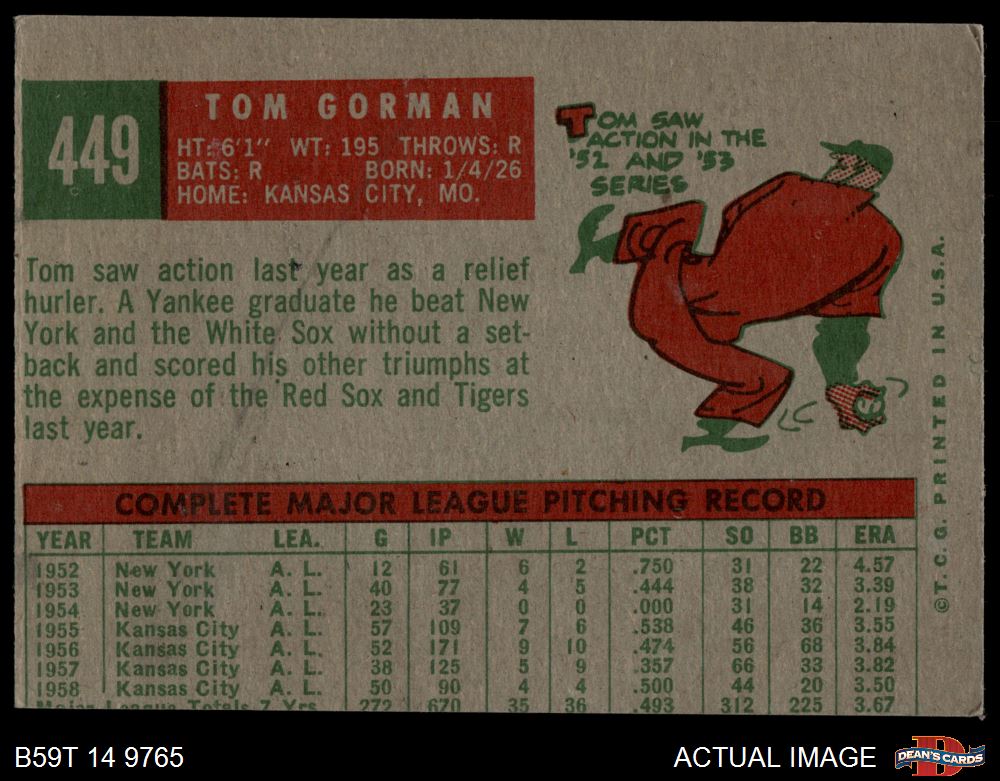 449
TOM GORMAN
HT: 6'1" WT: 195 THROWS: R
BATS: R BORN: 1/4/26
HOME: KANSAS CITY, MO.
TOM SAW
ACTION IN THE
'52 AND '53
SERIES
Tom saw action last year as a relief
hurler. A Yankee graduate he beat New
York and the White Sox without a set-
back and scored his other triumphs at
the expense of the Red Sox and Tigers
last year.
COMPLETE MAJOR LEAGUE PITCHING RECORD
YEAR TEAM LEA. G IP W L PCT SO BB ERA
1952 New York A. L. 12 61 6 2 .750 31 22 4.57
1953 New York A. L. 40 77 4 5 .444 38 32 3.39
1954 New York A. L. 23 37 0 0 .000 31 14 2.19
1955 Kansas City A. L. 57 109 7 6 .538 46 36 3.55
1956 Kansas City A. L. 52 171 9 10 .474 56 68 3.84
1957 Kansas City A. L. 38 125 5 9 .357 66 33 3.82
1958 Kansas City A. L. 50 90 4 4 .500 44 20 3.50
Major League Totals 7 Yrs. 272 670 35 36 .493 312 225 3.67
©T. C. G. PRINTED IN U.S.A.
B59T 14 9765
ACTUAL IMAGE
D
DEAN'S CARDS